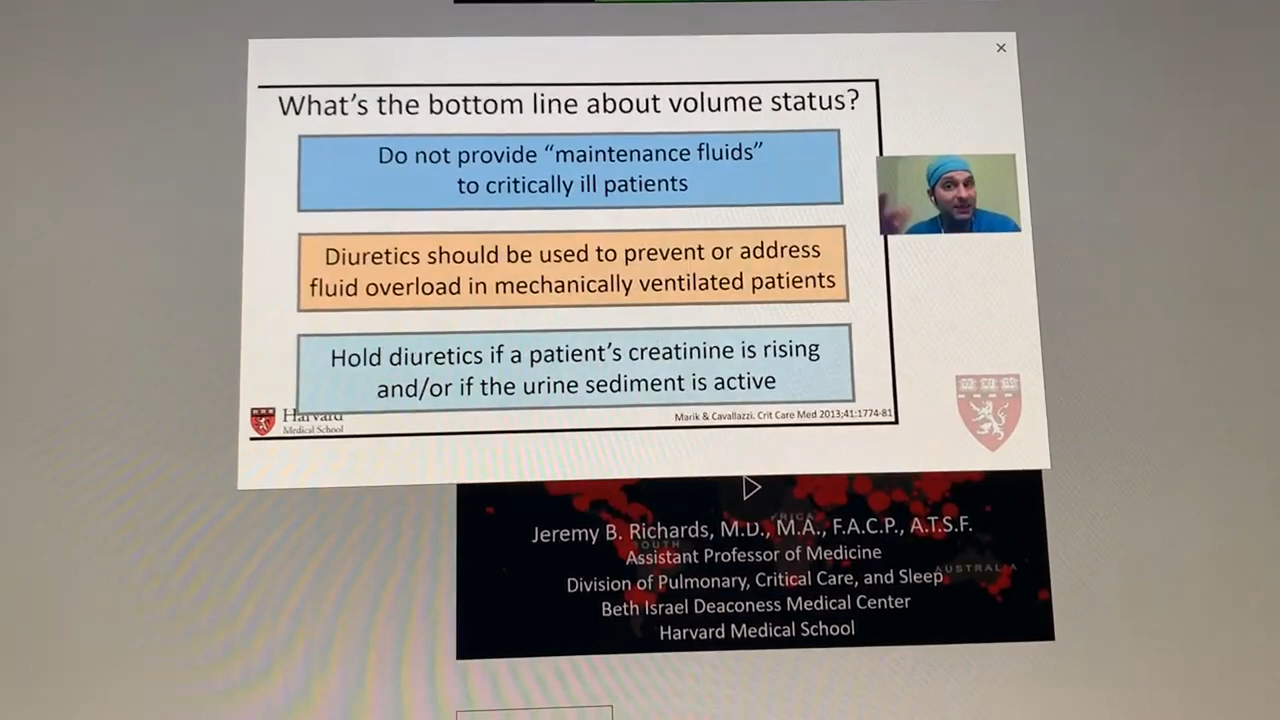 What's the bottom line about volume status?
Do not provide “maintenance fluids”
to critically ill patients
Diuretics should be used to prevent or address
fluid overload in mechanically ventilated patients
Hold diuretics if a patient's creatinine is rising
and/or if the urine sediment is active
Harvard
Medical School
Marik & Cavallazzi. Crit Care Med 2013;41:1774-81
Jeremy B. Richards, M.D., M.A., F.A.C.P., A.T.S.F.
Assistant Professor of Medicine
Division of Pulmonary, Critical Care, and Sleep
AUSTRALIA
Beth Israel Deaconess Medical Center
Harvard Medical School